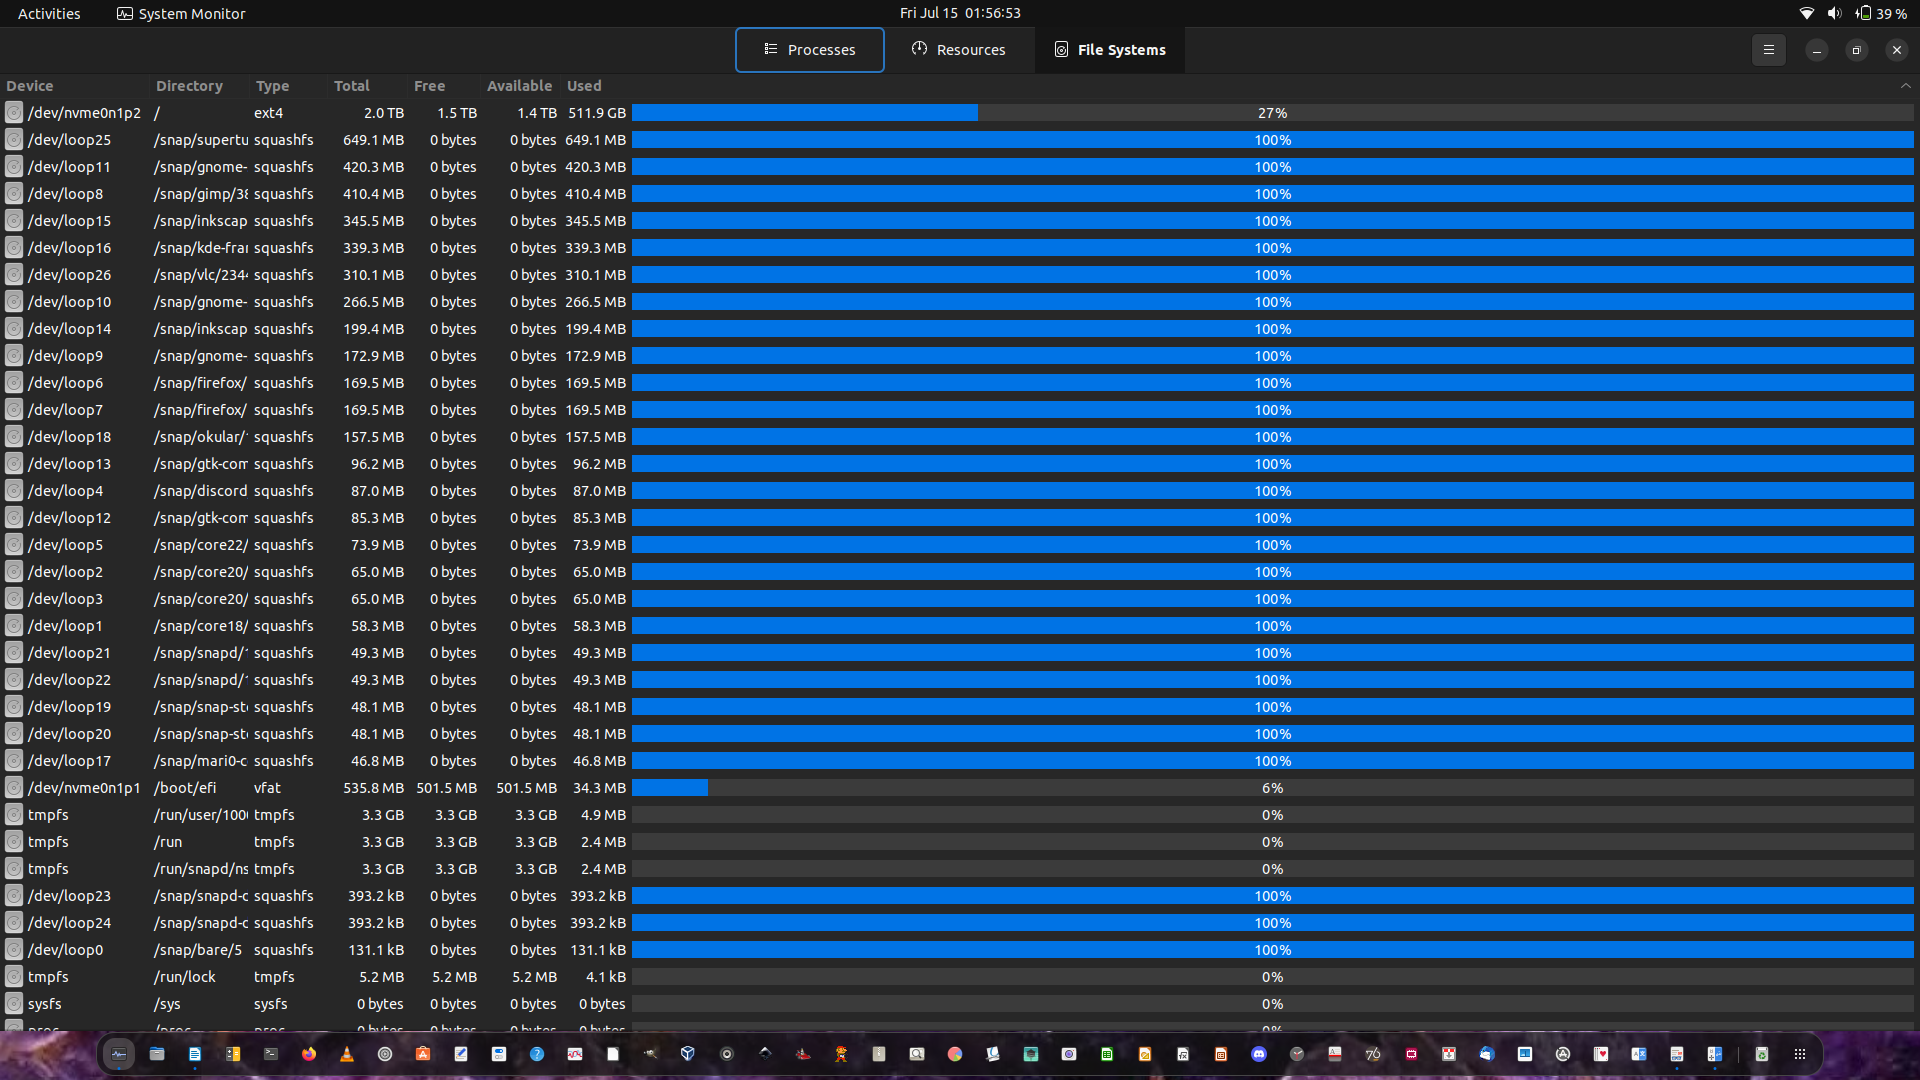 Activities System Monitor Fri Jul 15 01:56:53 39 %
Processes Resources File Systems
Device Directory Type Total Free Available Used
/dev/nvme0n1p2 / ext4 2.0 TB 1.5 TB 1.4 TB 511.9 GB 27%
/dev/loop25 /snap/supertu squashfs 649.1 MB 0 bytes 0 bytes 649.1 MB 100%
/dev/loop11 /snap/gnome- squashfs 420.3 MB 0 bytes 0 bytes 420.3 MB 100%
/dev/loop8 /snap/gimp/38 squashfs 410.4 MB 0 bytes 0 bytes 410.4 MB 100%
/dev/loop15 /snap/inkscap squashfs 345.5 MB 0 bytes 0 bytes 345.5 MB 100%
/dev/loop16 /snap/kde-frar squashfs 339.3 MB 0 bytes 0 bytes 339.3 MB 100%
/dev/loop26 /snap/vlc/2344 squashfs 310.1 MB 0 bytes 0 bytes 310.1 MB 100%
/dev/loop10 /snap/gnome- squashfs 266.5 MB 0 bytes 0 bytes 266.5 MB 100%
/dev/loop14 /snap/inkscap squashfs 199.4 MB 0 bytes 0 bytes 199.4 MB 100%
/dev/loop9 /snap/gnome- squashfs 172.9 MB 0 bytes 0 bytes 172.9 MB 100%
/dev/loop6 /snap/firefox/ squashfs 169.5 MB 0 bytes 0 bytes 169.5 MB 100%
/dev/loop7 /snap/firefox/ squashfs 169.5 MB 0 bytes 0 bytes 169.5 MB 100%
/dev/loop18 /snap/okular/ squashfs 157.5 MB 0 bytes 0 bytes 157.5 MB 100%
/dev/loop13 /snap/gtk-com squashfs 96.2 MB 0 bytes 0 bytes 96.2 MB 100%
/dev/loop4 /snap/discord squashfs 87.0 MB 0 bytes 0 bytes 87.0 MB 100%
/dev/loop12 /snap/gtk-com squashfs 85.3 MB 0 bytes 0 bytes 85.3 MB 100%
/dev/loop5 /snap/core22/ squashfs 73.9 MB 0 bytes 0 bytes 73.9 MB 100%
/dev/loop2 /snap/core20/ squashfs 65.0 MB 0 bytes 0 bytes 65.0 MB 100%
/dev/loop3 /snap/core20/ squashfs 65.0 MB 0 bytes 0 bytes 65.0 MB 100%
/dev/loop1 /snap/core18/ squashfs 58.3 MB 0 bytes 0 bytes 58.3 MB 100%
/dev/loop21 /snap/snapd/ squashfs 49.3 MB 0 bytes 0 bytes 49.3 MB 100%
/dev/loop22 /snap/snapd/ squashfs 49.3 MB 0 bytes 0 bytes 49.3 MB 100%
/dev/loop19 /snap/snap-sto squashfs 48.1 MB 0 bytes 0 bytes 48.1 MB 100%
/dev/loop20 /snap/snap-sto squashfs 48.1 MB 0 bytes 0 bytes 48.1 MB 100%
/dev/loop17 /snap/mari0-c squashfs 46.8 MB 0 bytes 0 bytes 46.8 MB 100%
/dev/nvme0n1p1 /boot/efi vfat 535.8 MB 501.5 MB 501.5 MB 34.3 MB 6%
tmpfs /run/user/1000 tmpfs 3.3 GB 3.3 GB 3.3 GB 4.9 MB 0%
tmpfs /run tmpfs 3.3 GB 3.3 GB 3.3 GB 2.4 MB 0%
tmpfs /run/snapd/ns tmpfs 3.3 GB 3.3 GB 3.3 GB 2.4 MB 0%
/dev/loop23 /snap/snapd-c squashfs 393.2 kB 0 bytes 0 bytes 393.2 kB 100%
/dev/loop24 /snap/snapd-c squashfs 393.2 kB 0 bytes 0 bytes 393.2 kB 100%
/dev/loop0 /snap/bare/5 squashfs 131.1 kB 0 bytes 0 bytes 131.1 kB 100%
tmpfs /run/lock tmpfs 5.2 MB 5.2 MB 5.2 MB 4.1 kB 0%
sysfs /sys sysfs 0 bytes 0 bytes 0 bytes 0 bytes 0%
proc /proc proc 0 bytes 0 bytes 0 bytes 0 bytes 0%